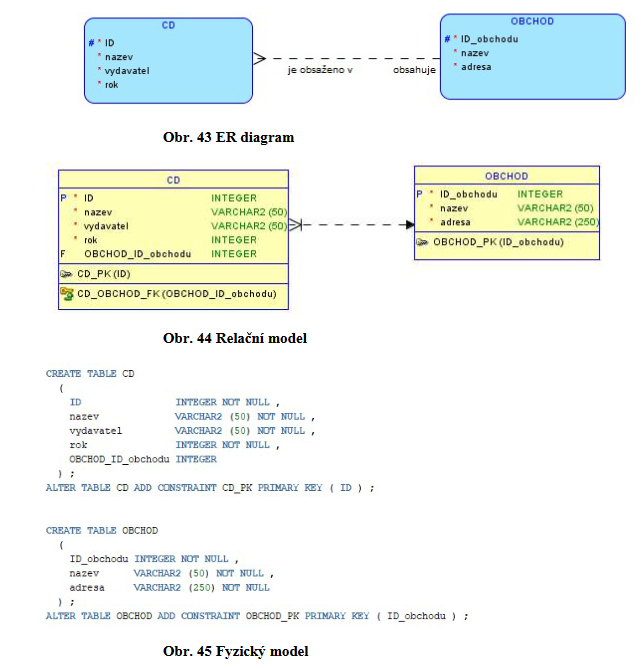 CD
# * ID
* nazev
* vydavatel
* rok
je obsaženo v
obsahuje
OBCHOD
# * ID_obchodu
* nazev
* adresa
Obr. 43 ER diagram
CD
P * ID INTEGER
* nazev VARCHAR2 (50)
* vydavatel VARCHAR2 (50)
* rok INTEGER
F OBCHOD_ID_obchodu INTEGER
CD_PK (ID)
CD_OBCHOD_FK (OBCHOD_ID_obchodu)
OBCHOD
P * ID_obchodu INTEGER
* nazev VARCHAR2 (50)
* adresa VARCHAR2 (250)
OBCHOD_PK (ID_obchodu)
Obr. 44 Relační model
CREATE TABLE CD
(
ID INTEGER NOT NULL ,
nazev VARCHAR2 (50) NOT NULL ,
vydavatel VARCHAR2 (50) NOT NULL ,
rok INTEGER NOT NULL ,
OBCHOD_ID_obchodu INTEGER
) ;
ALTER TABLE CD ADD CONSTRAINT CD_PK PRIMARY KEY ( ID ) ;
CREATE TABLE OBCHOD
(
ID_obchodu INTEGER NOT NULL ,
nazev VARCHAR2 (50) NOT NULL ,
adresa VARCHAR2 (250) NOT NULL
) ;
ALTER TABLE OBCHOD ADD CONSTRAINT OBCHOD_PK PRIMARY KEY ( ID_obchodu ) ;
Obr. 45 Fyzický model